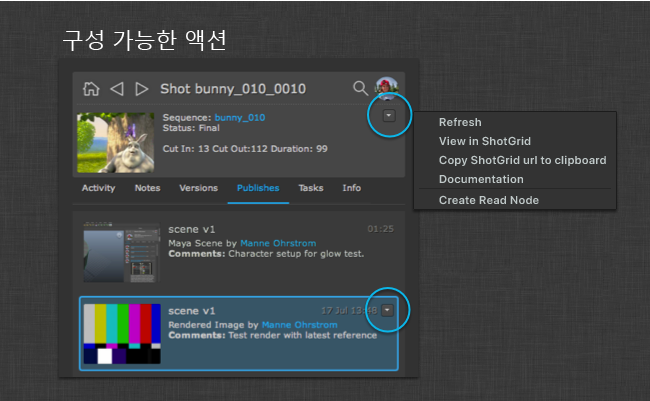 구성 가능한 액션
Shot bunny_010_0010
Sequence: bunny_010
Status: Final
Cut In: 13 Cut Out:112 Duration: 99
Refresh
View in ShotGrid
Copy ShotGrid url to clipboard
Documentation
Create Read Node
Activity Notes Versions Publishes Tasks Info
scene v1 01:25
Maya Scene by Manne Ohrstrom
Comments: Character setup for glow test.
scene v1 17 Jul 13:48
Rendered Image by Manne Ohrstrom
Comments: Test render with latest reference